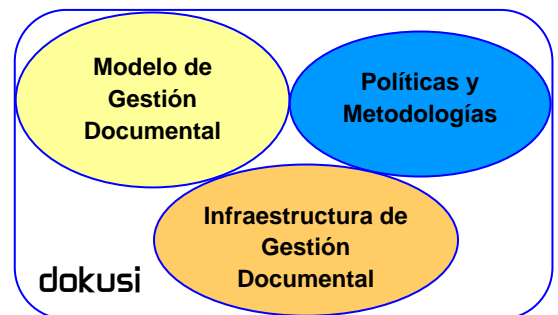 Modelo de
Gestión
Documental
Políticas y
Metodologías
Infraestructura de
Gestión
Documental
dokusi